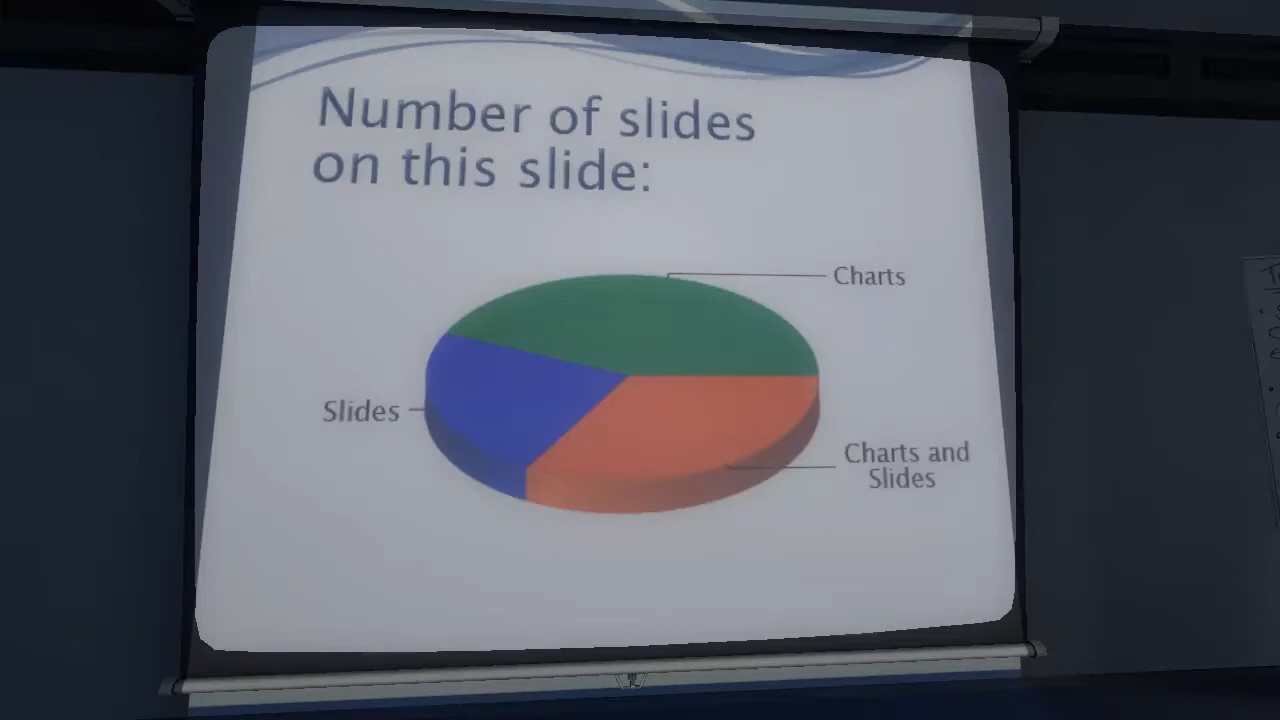 Number of slides
on this slide:
Charts
Slides
Charts and
Slides